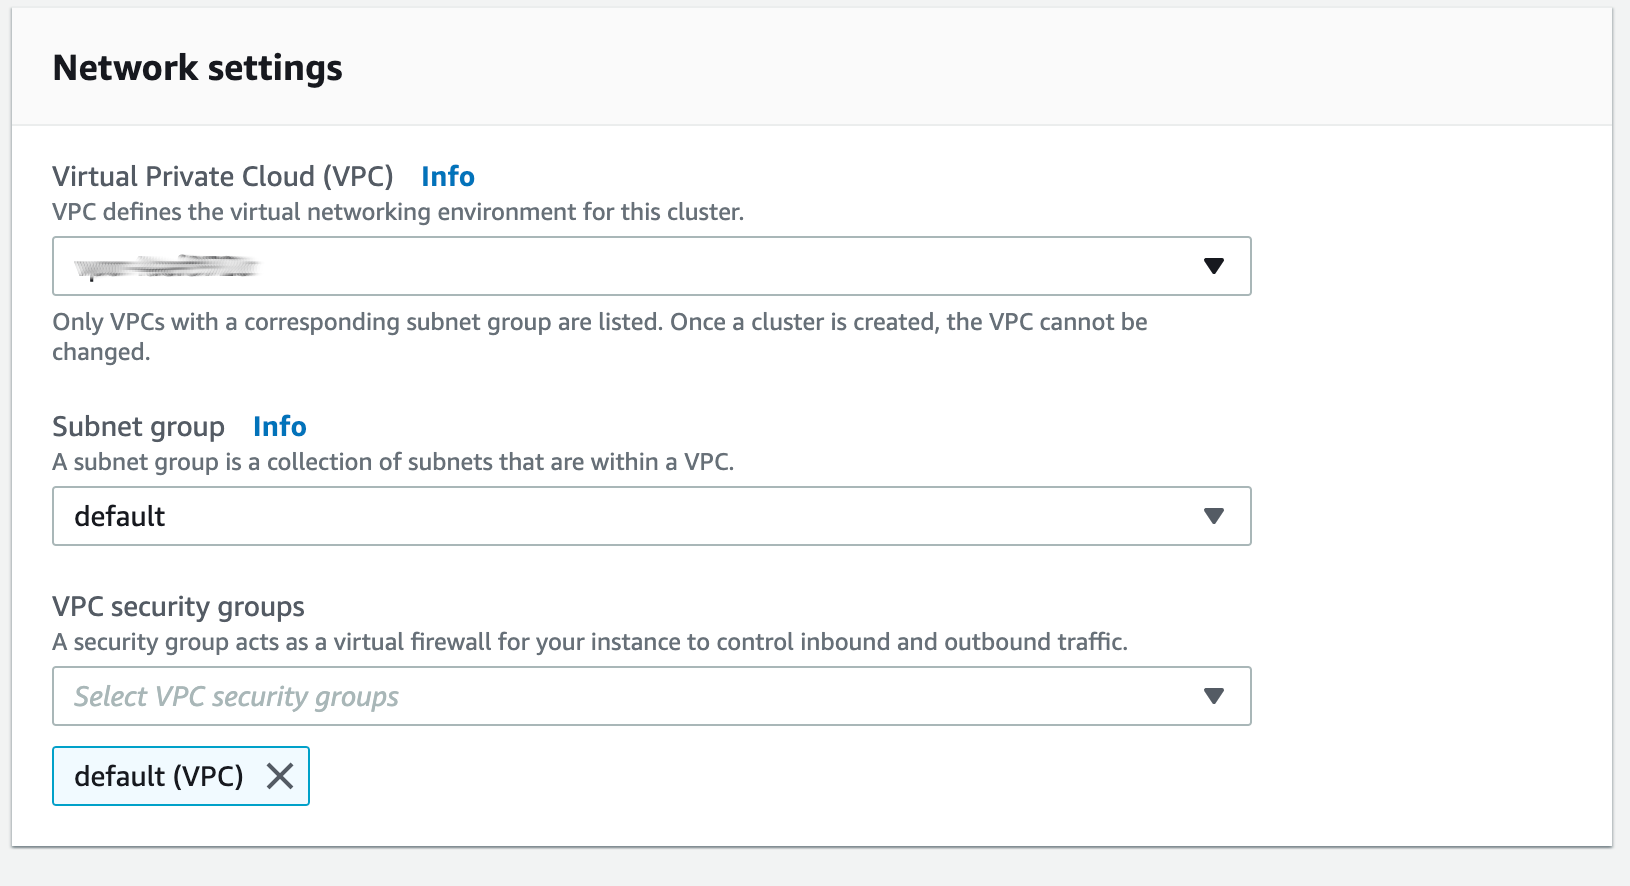 Network settings
Virtual Private Cloud (VPC) Info
VPC defines the virtual networking environment for this cluster.
Only VPCs with a corresponding subnet group are listed. Once a cluster is created, the VPC cannot be
changed.
Subnet group Info
A subnet group is a collection of subnets that are within a VPC.
default
VPC security groups
A security group acts as a virtual firewall for your instance to control inbound and outbound traffic.
Select VPC security groups
default (VPC)